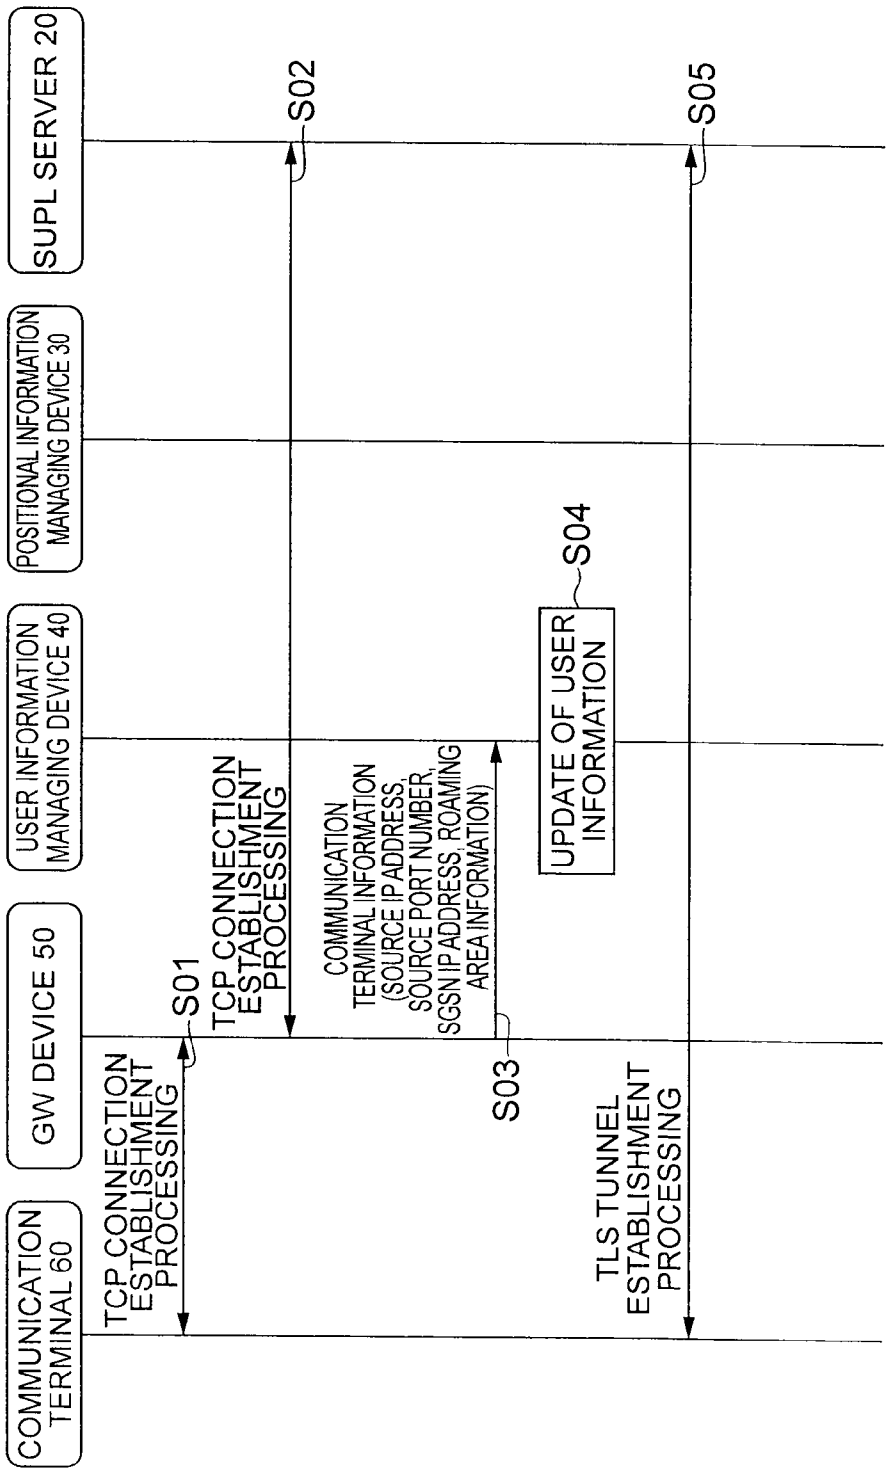 COMMUNICATION
TERMINAL 60
GW DEVICE 50
USER INFORMATION
MANAGING DEVICE 40
POSITIONAL INFORMATION
MANAGING DEVICE 30
SUPL SERVER 20
TCP CONNECTION
ESTABLISHMENT
PROCESSING
S01
TCP CONNECTION
ESTABLISHMENT
PROCESSING
S02
COMMUNICATION
TERMINAL INFORMATION
(SOURCE IP ADDRESS,
SOURCE PORT NUMBER,
SGSN IP ADDRESS, ROAMING
AREA INFORMATION)
S03
UPDATE OF USER
INFORMATION
S04
TLS TUNNEL
ESTABLISHMENT
PROCESSING
S05